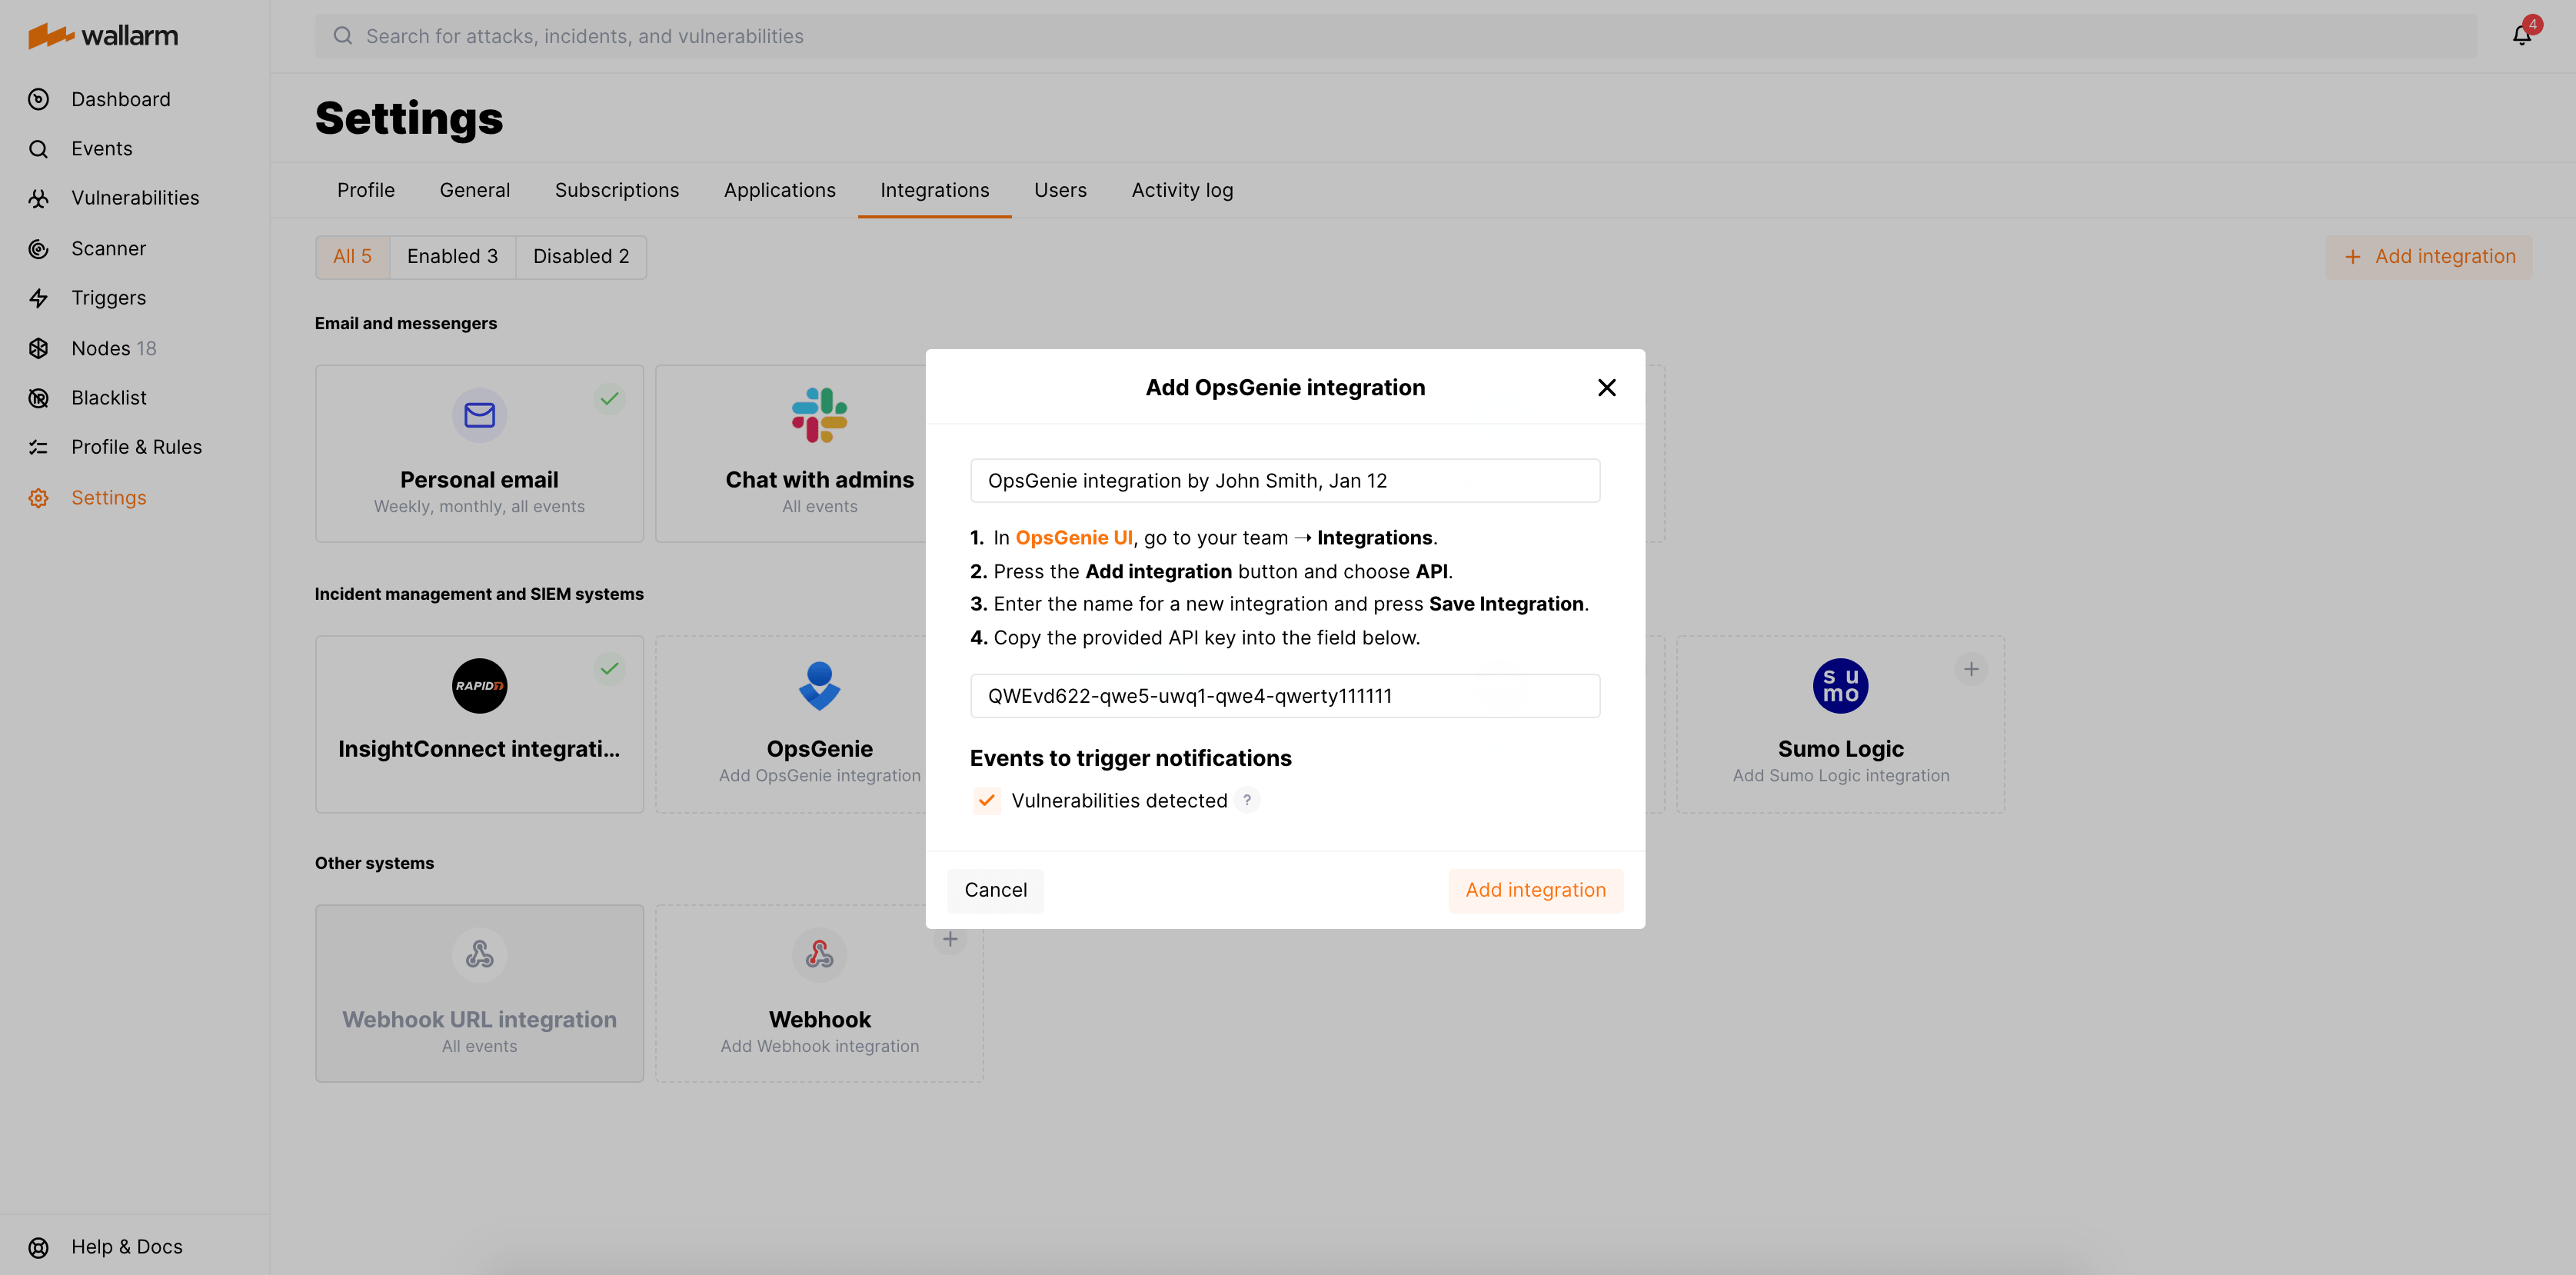 wallarm
Search for attacks, incidents, and vulnerabilities
4
Dashboard
Events
Vulnerabilities
Scanner
Triggers
Nodes 18
Blacklist
Profile & Rules
Settings
Help & Docs
Settings
Profile General Subscriptions Applications Integrations Users Activity log
All 5 Enabled 3 Disabled 2
+ Add integration
Email and messengers
Personal email
Weekly, monthly, all events
Chat with admins
All events
Incident management and SIEM systems
RAPID7
InsightConnect integrati...
OpsGenie
Add OpsGenie integration
sumo
Sumo Logic
Add Sumo Logic integration
Other systems
Webhook URL integration
All events
Webhook
Add Webhook integration
Add OpsGenie integration
OpsGenie integration by John Smith, Jan 12
1. In OpsGenie UI, go to your team → Integrations.
2. Press the Add integration button and choose API.
3. Enter the name for a new integration and press Save Integration.
4. Copy the provided API key into the field below.
QWEvd622-qwe5-uwq1-qwe4-qwerty111111
Events to trigger notifications
Vulnerabilities detected ?
Cancel
Add integration